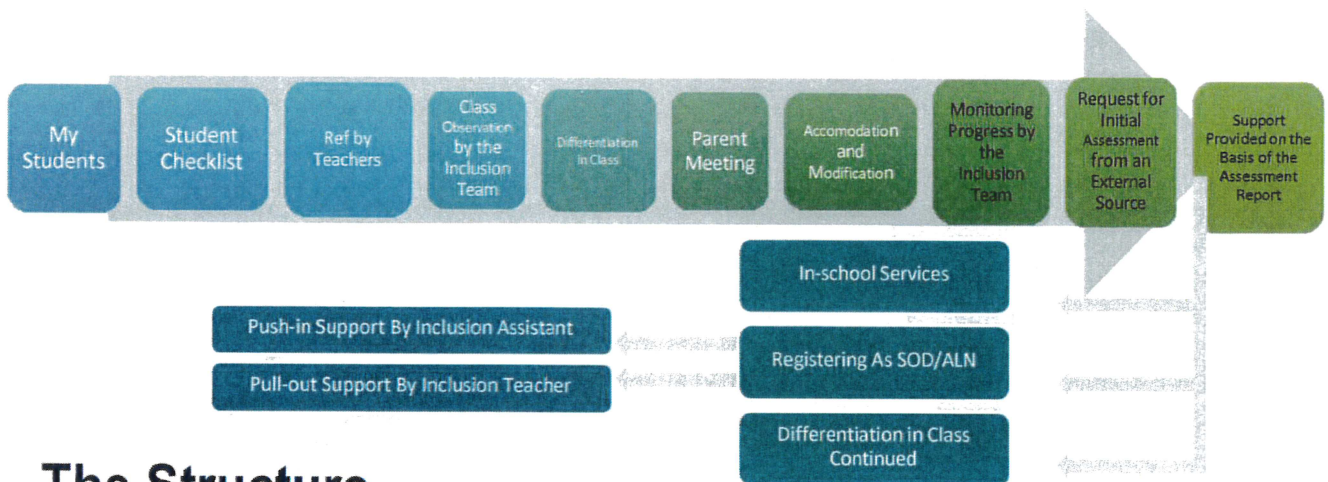 My
Students
Student
Checklist
Ref by
Teachers
Class
Observation
by the
Inclusion
Team
Differentiation
in Class
Parent
Meeting
Accomodation
and
Modification
Monitoring
Progress by
the
Inclusion
Team
Request for
Initial
Assessment
from an
External
Source
Support
Provided on the
Basis of the
Assessment
Report
In-school Services
Push-in Support By Inclusion Assistant
Registering As SOD/ALN
Pull-out Support By Inclusion Teacher
Differentiation in Class
Continued
The Structure